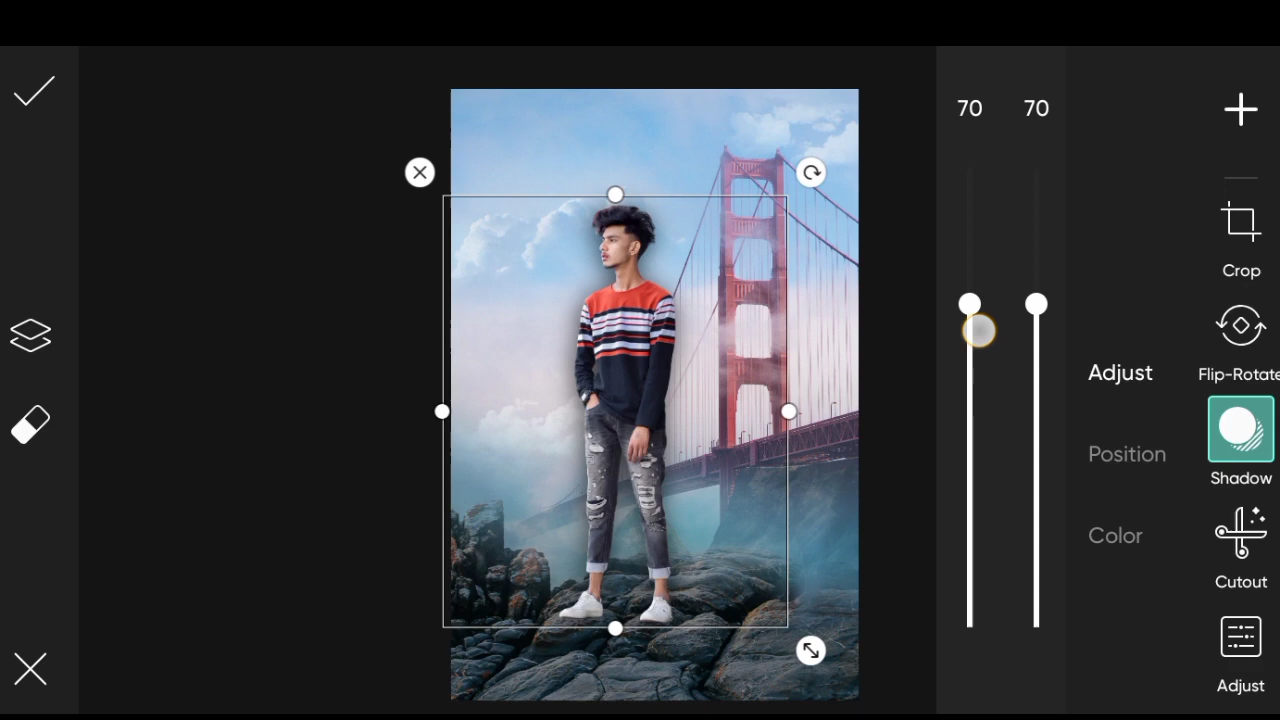 70 70
Crop
Flip-Rotate
Adjust
Position
Shadow
Color
Cutout
Adjust